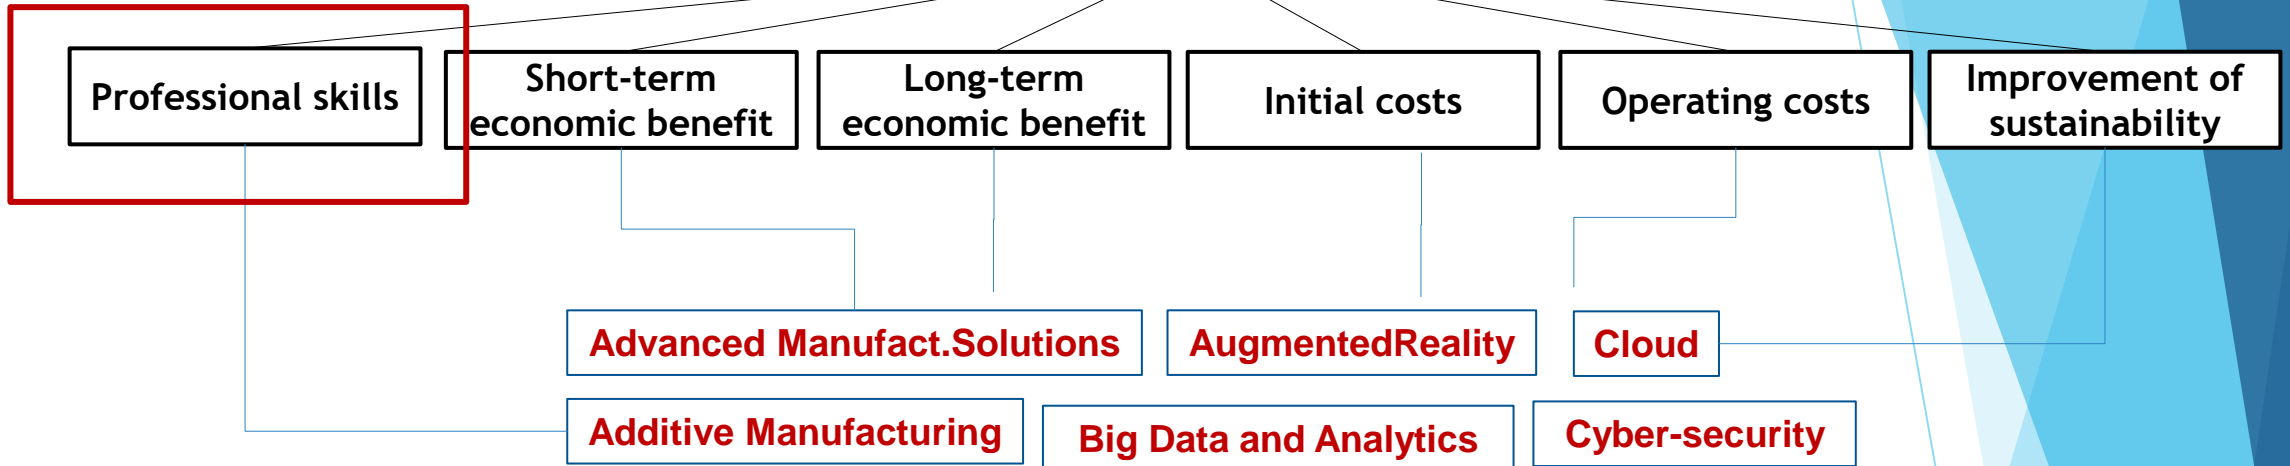 Professional skills
Short-term
economic benefit
Long-term
economic benefit
Initial costs
Operating costs
Improvement of
sustainability
Advanced Manufact.Solutions
AugmentedReality
Cloud
Additive Manufacturing
Big Data and Analytics
Cyber-security